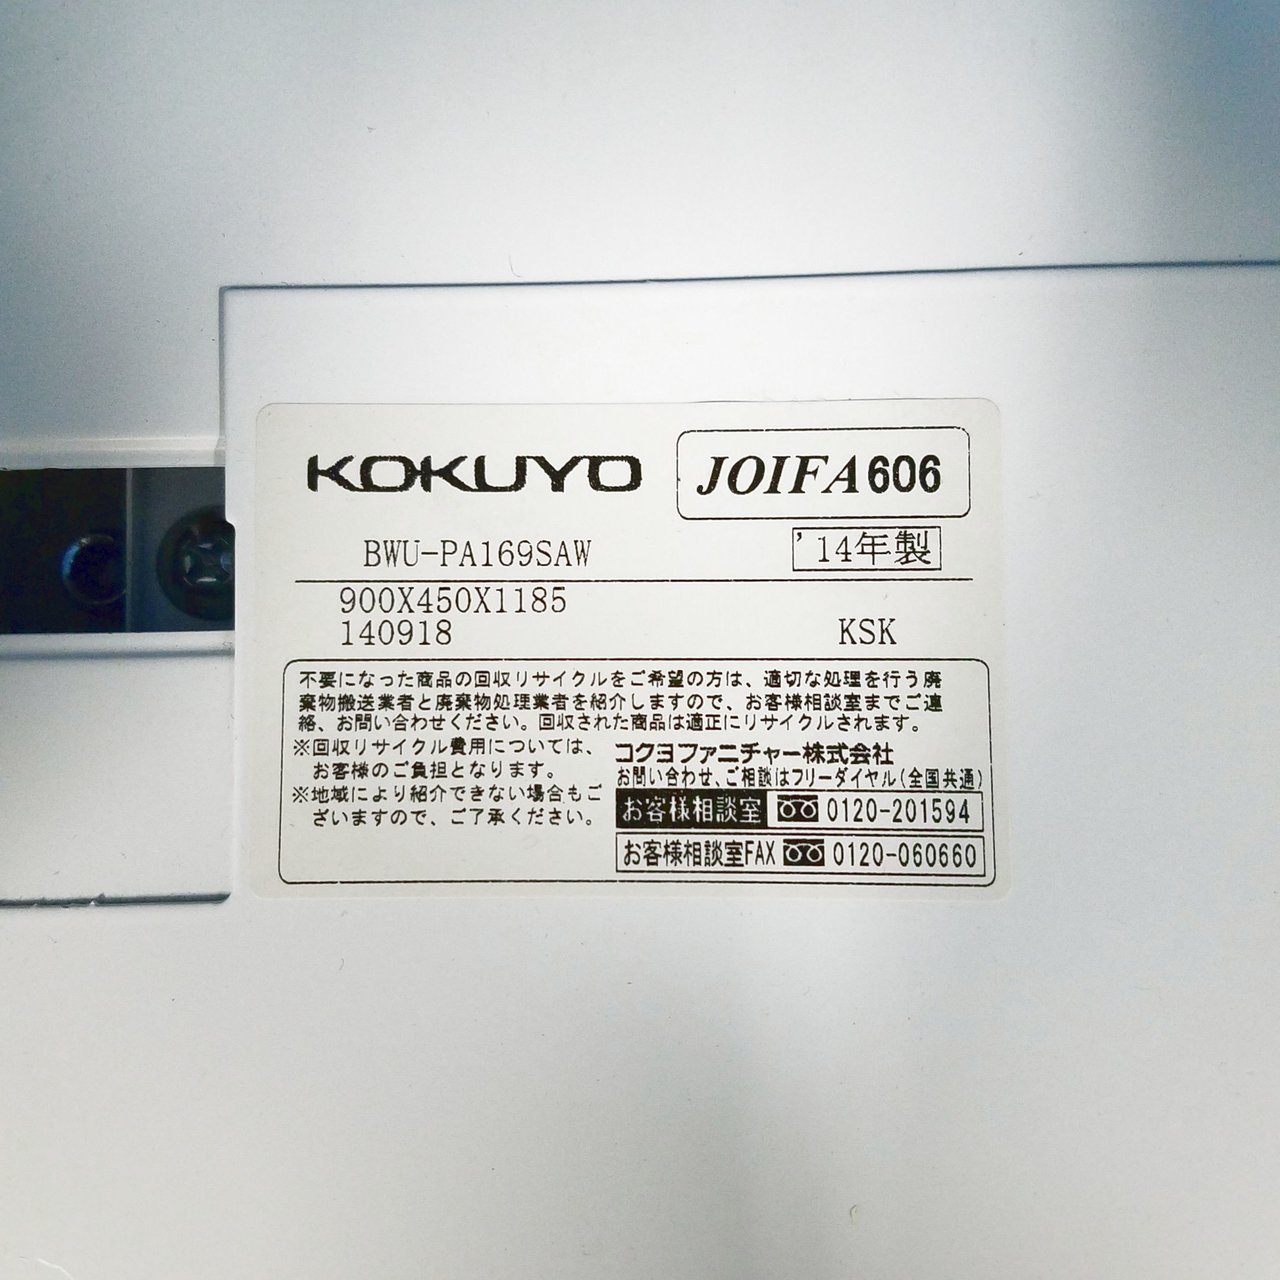 KOKUYO
JOIFA606
BWU-PA169SAW
'14年製
900X450X1185
140918
KSK
不要になった商品の回収リサイクルをご希望の方は、適切な処理を行う廃
棄物搬送業者と廃棄物処理業者を紹介しますので、お客様相談室までご連
絡、お問い合わせください。回収された商品は適正にリサイクルされます。
※回収リサイクル費用については、
お客様のご負担となります。
※地域により紹介できない場合もご
ざいますので、ご了承ください。
コクヨファニチャー株式会社
お問い合わせ、ご相談はフリーダイヤル(全国共通)
お客様相談室 0120-201594
お客様相談室FAX 0120-060660